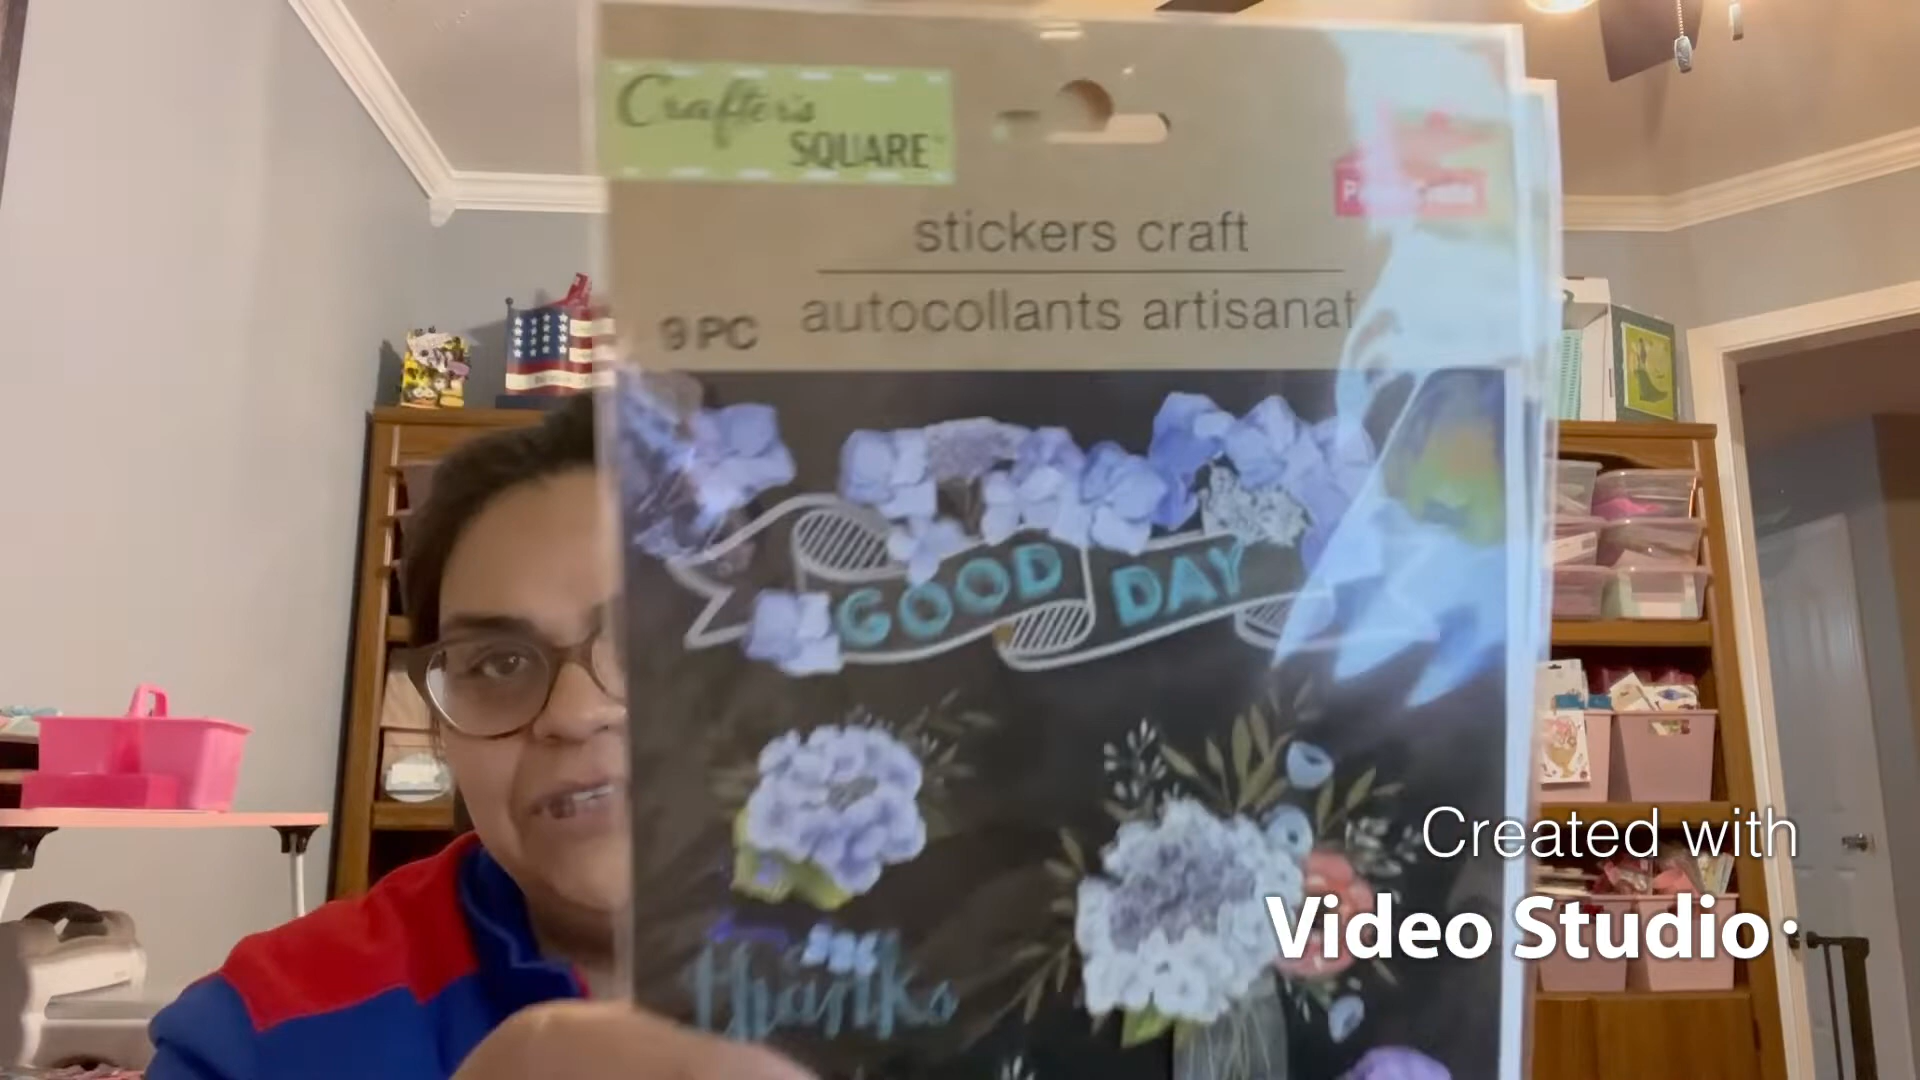 Crafter's
SQUARE
stickers craft
autocollants artisanat
9 PC
GOOD DAY
thanks
Created with
Video Studio